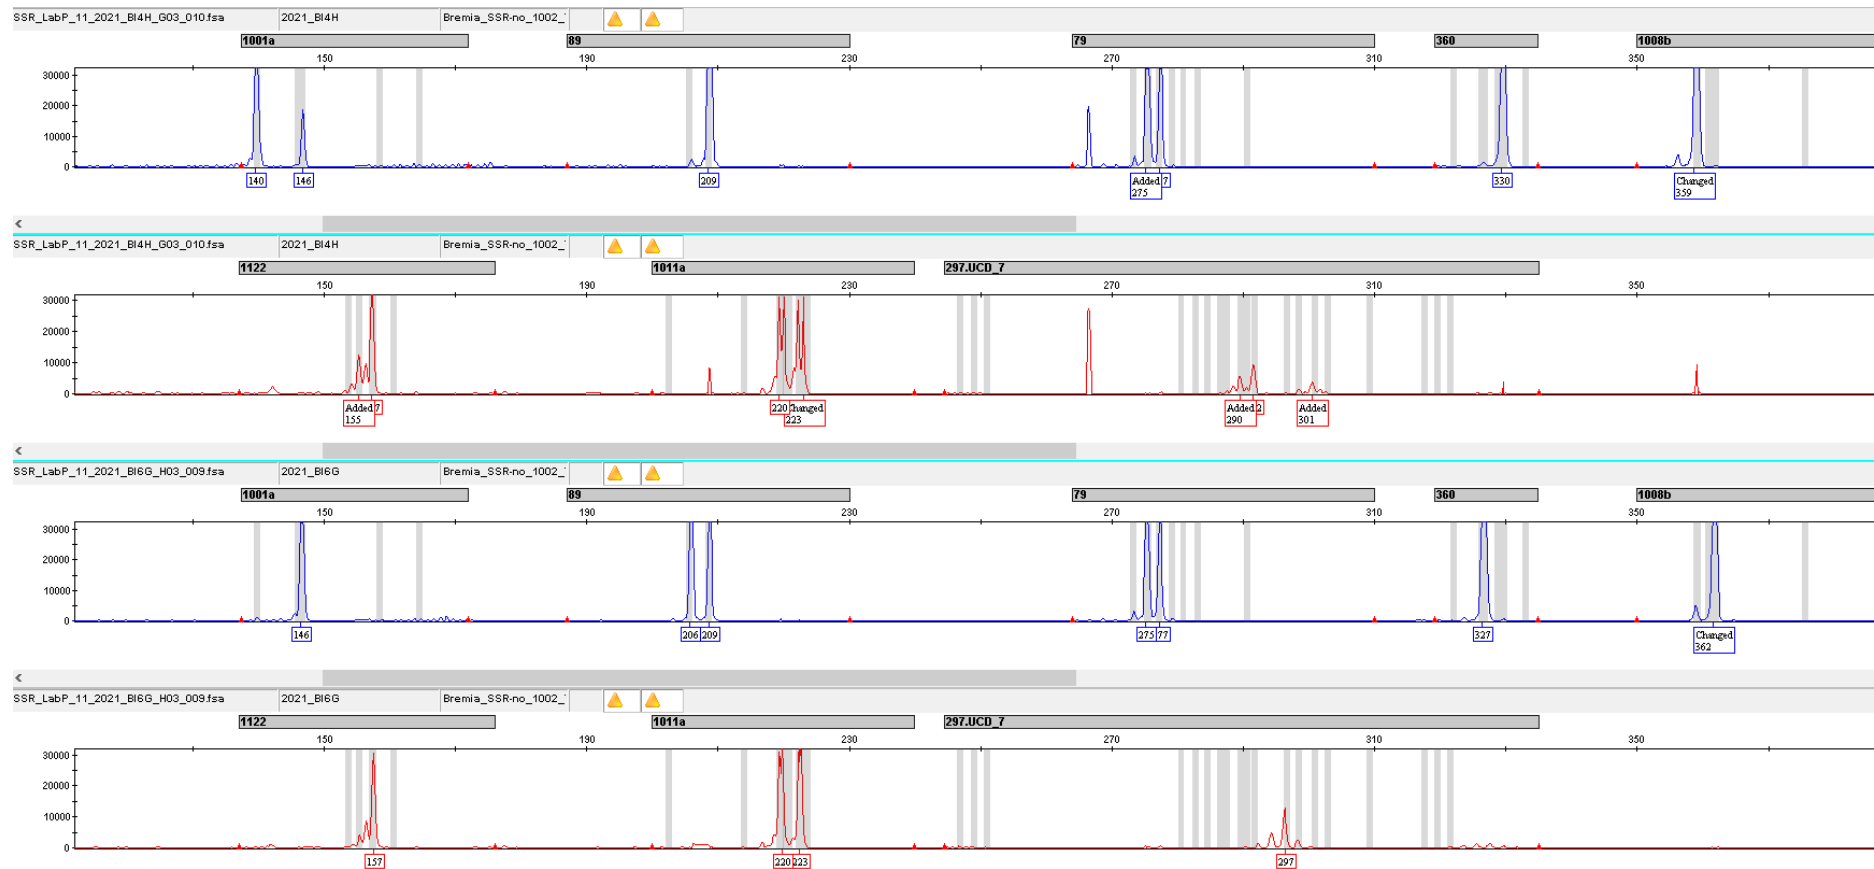 SSR_LabP_11_2021_BI4H_G03_010.fsa 2021_BI4H Bremia_SSR-no_1002_
1001a 89 79 360 1008b
150 190 230 270 310 350
30000
20000
10000
0
140 146 209 Added 7 330 Changed
275 359
SSR_LabP_11_2021_BI4H_G03_010.fsa 2021_BI4H Bremia_SSR-no_1002_
1122 1011a 297.UCD_7
150 190 230 270 310 350
30000
20000
10000
0
Added 7 220 Changed Added 2 Added
155 223 290 301
SSR_LabP_11_2021_BI6G_H03_009.fsa 2021_BI6G Bremia_SSR-no_1002_
1001a 89 79 360 1008b
150 190 230 270 310 350
30000
20000
10000
0
146 206 209 275 77 327 Changed
362
SSR_LabP_11_2021_BI6G_H03_009.fsa 2021_BI6G Bremia_SSR-no_1002_
1122 1011a 297.UCD_7
150 190 230 270 310 350
30000
20000
10000
0
157 220 223 297